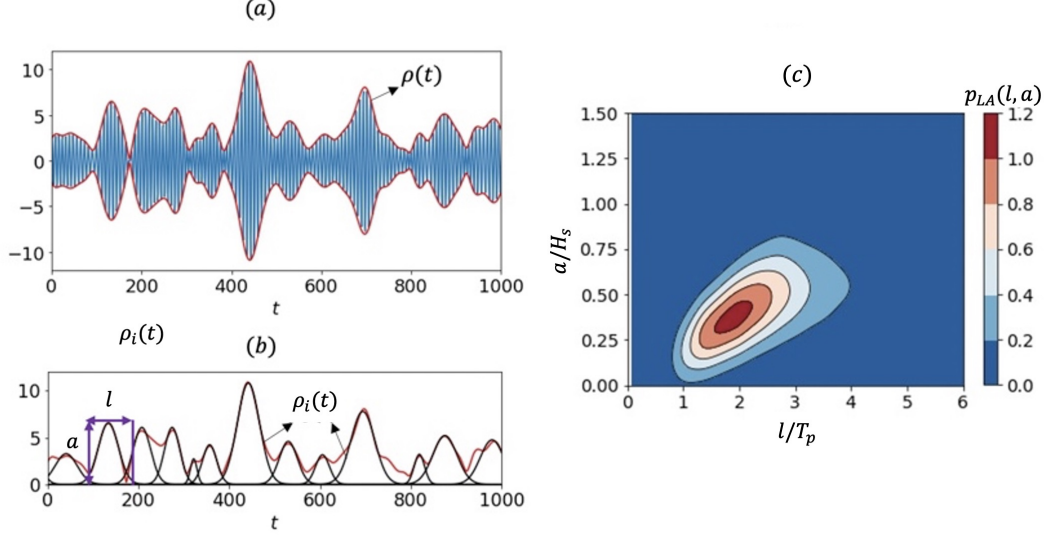 (a)
10
5
0
−5
−10
ρ(t)
0 200 400 600 800 1000
t
ρᵢ(t)
(b)
10
5
0
l
a
ρᵢ(t)
0 200 400 600 800 1000
t
(c)
p_LA(l, a)
1.50
1.25
1.00
0.75
0.50
0.25
0.00
a/H_s
0 1 2 3 4 5 6
l/T_p
1.2
1.0
0.8
0.6
0.4
0.2
0.0